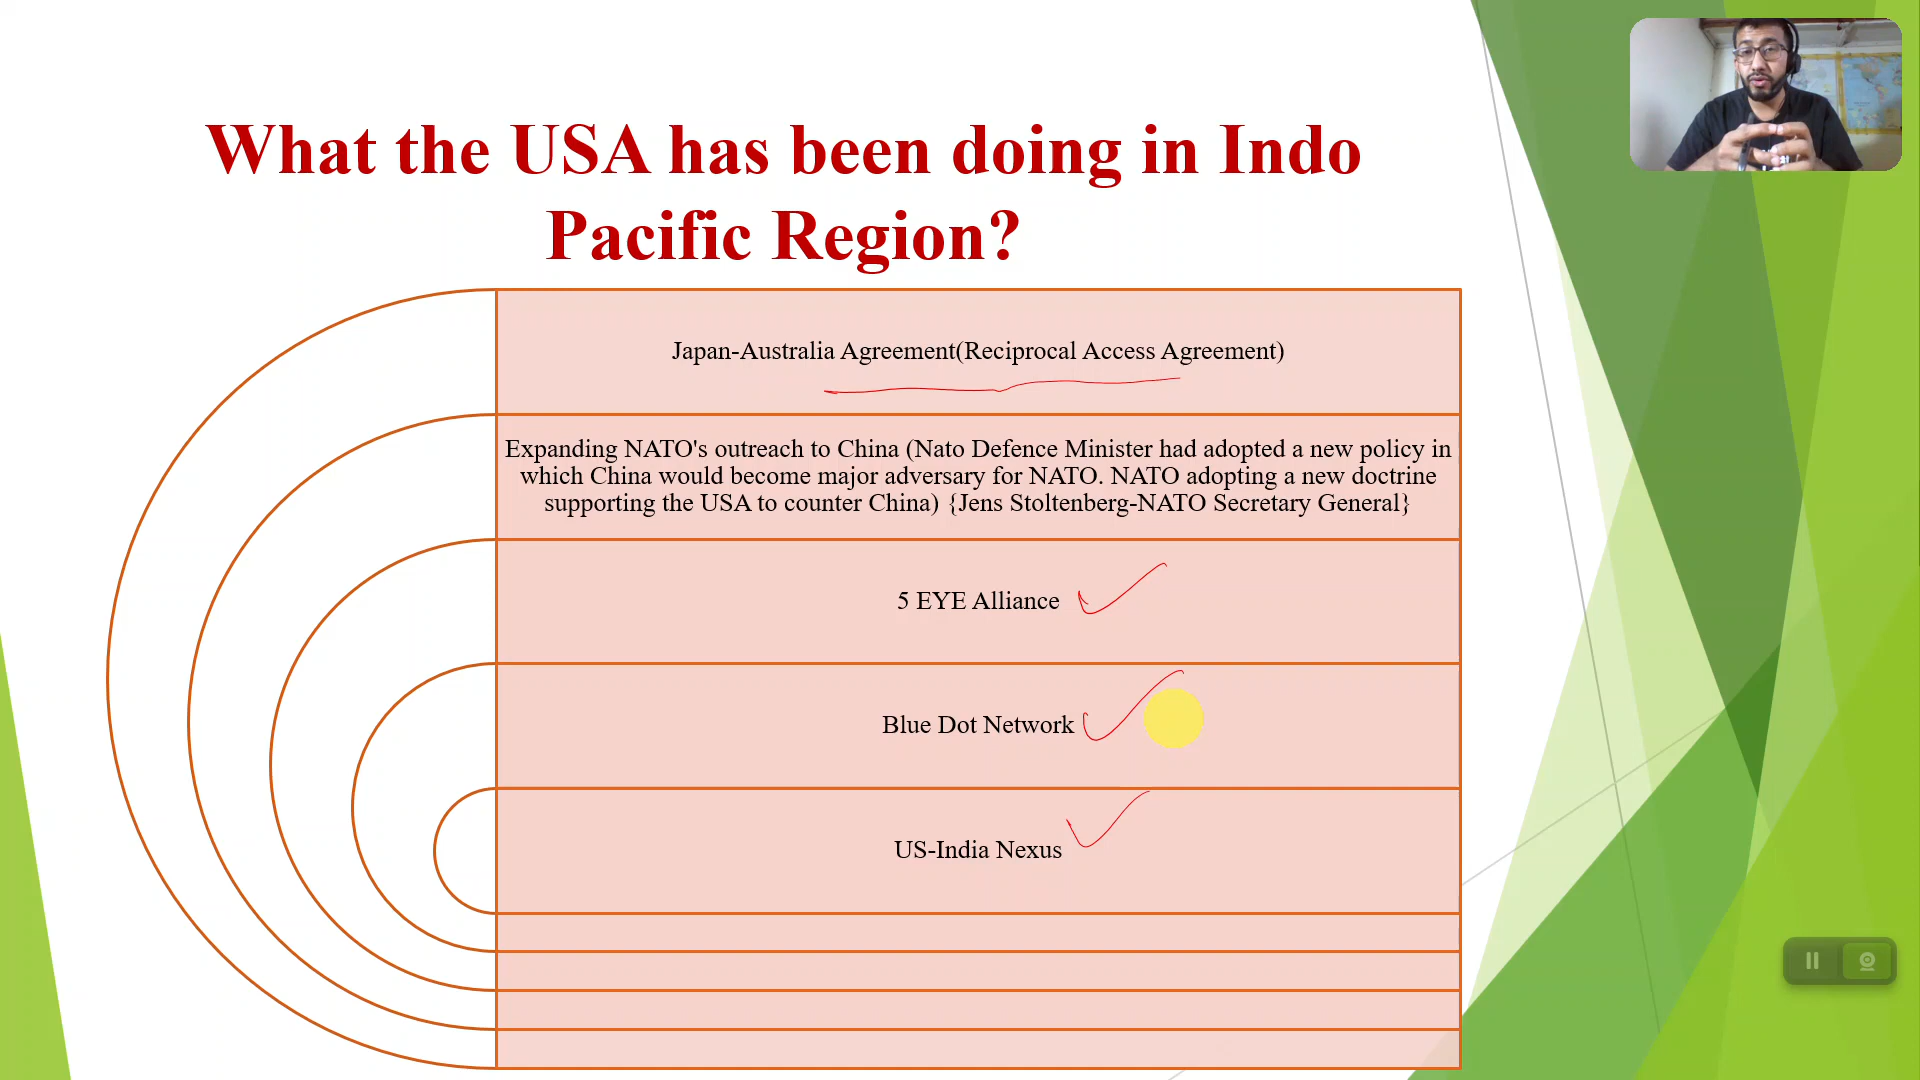 What the USA has been doing in Indo
Pacific Region?
Japan-Australia Agreement(Reciprocal Access Agreement)
Expanding NATO's outreach to China (Nato Defence Minister had adopted a new policy in
which China would become major adversary for NATO. NATO adopting a new doctrine
supporting the USA to counter China) {Jens Stoltenberg-NATO Secretary General}
5 EYE Alliance
Blue Dot Network
US-India Nexus